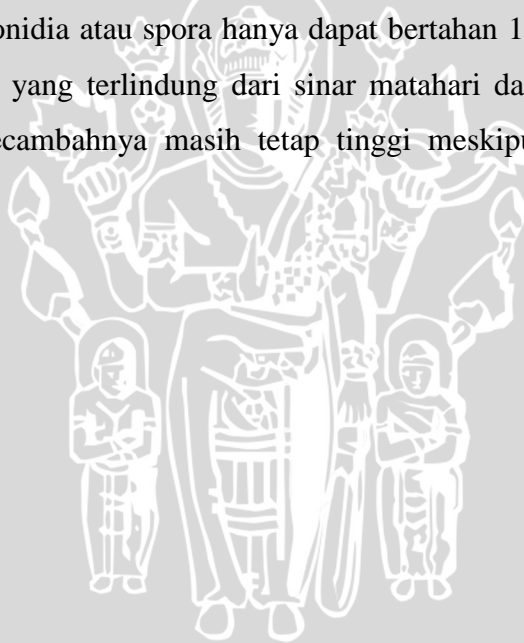 onidia atau spora hanya dapat bertahan 1
yang terlindung dari sinar matahari da
ecambahnya masih tetap tinggi meskipu